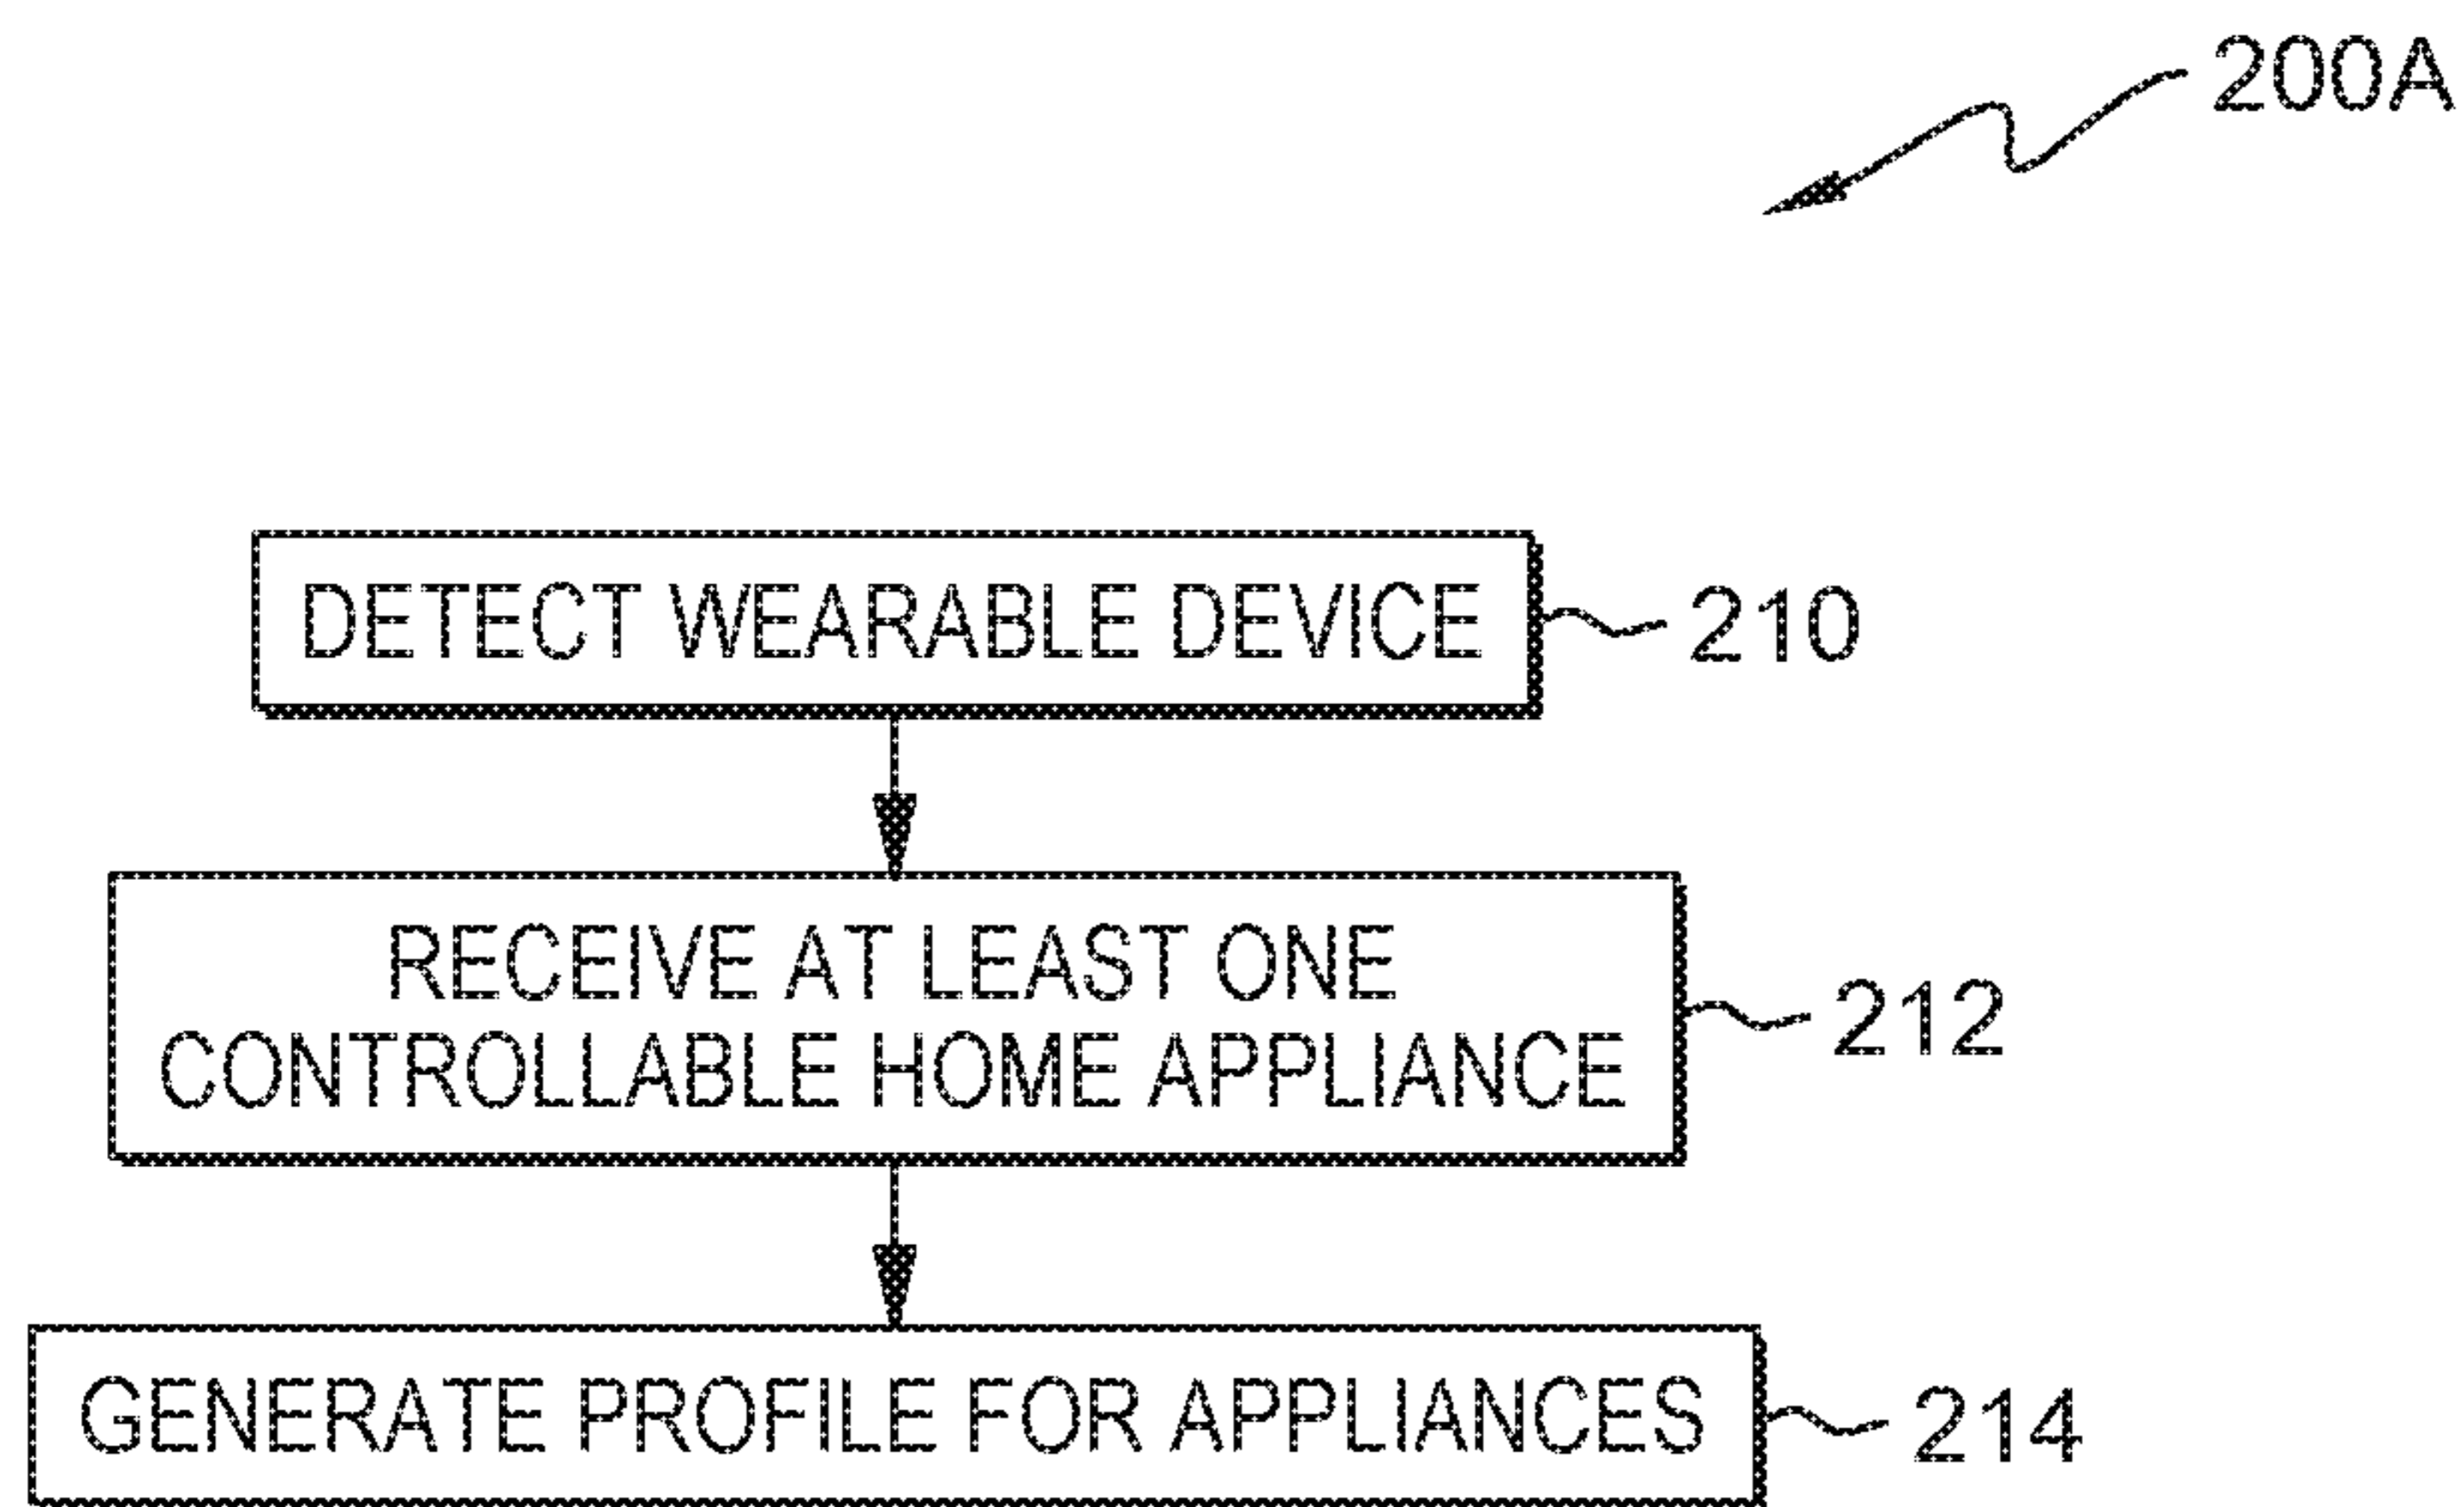 200A
DETECT WEARABLE DEVICE
210
RECEIVE AT LEAST ONE
CONTROLLABLE HOME APPLIANCE
212
GENERATE PROFILE FOR APPLIANCES
214